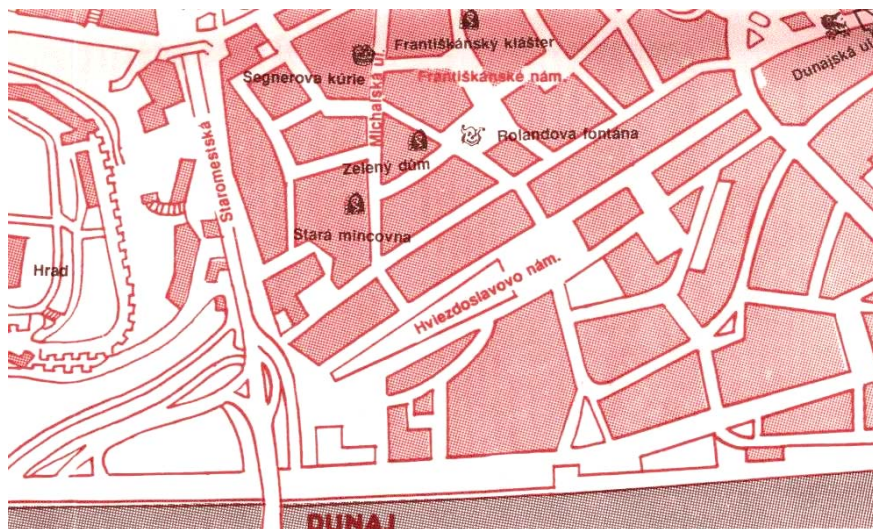 Františkánský klášter
Segnerova kúrie
Michalská ul.
Františkánské nám.
Dunajská ul.
Rolandova fontána
Zelený dům
Staroměstská
Stará mincovna
Hrad
Hviezdoslavovo nám.
DUNAJ